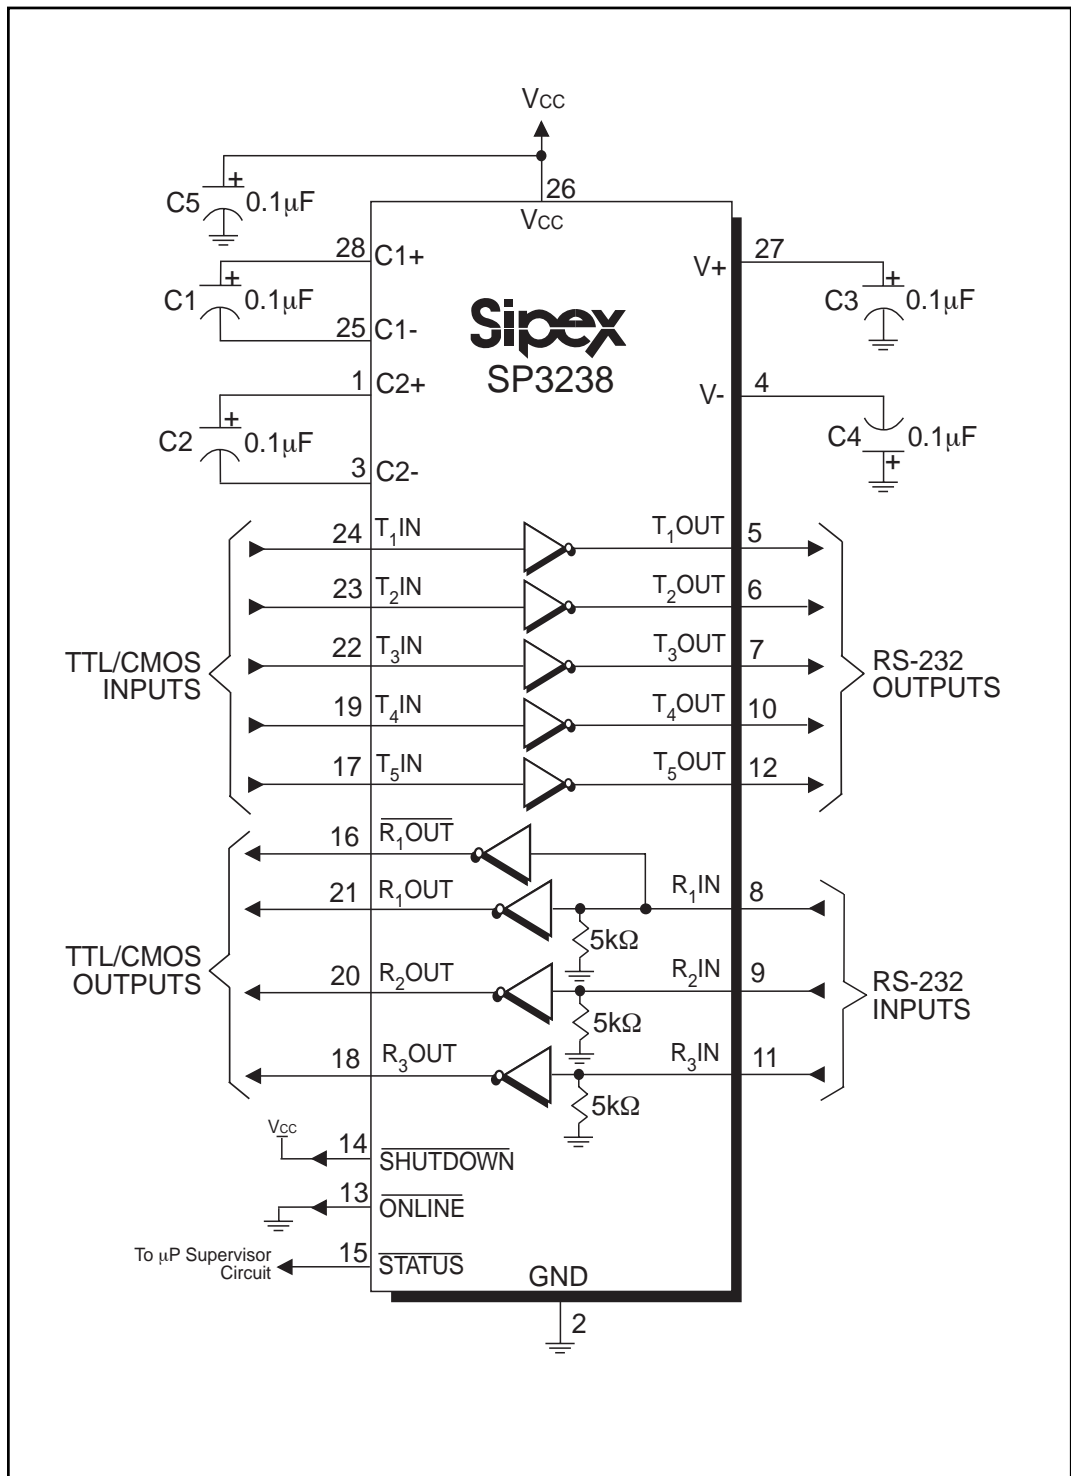 VCC
26
VCC
+
C5
0.1µF
28
C1+
+
C1
0.1µF
25
C1-
1
C2+
+
C2
0.1µF
3
C2-
Sipex
SP3238
V+
27
+
C3
0.1µF
V-
4
C4
0.1µF
+
TTL/CMOS
INPUTS
24
T1IN
T1OUT
5
23
T2IN
T2OUT
6
22
T3IN
T3OUT
7
19
T4IN
T4OUT
10
17
T5IN
T5OUT
12
RS-232
OUTPUTS
TTL/CMOS
OUTPUTS
16
R1OUT
21
R1OUT
R1IN
8
5kΩ
20
R2OUT
R2IN
9
5kΩ
18
R3OUT
R3IN
11
5kΩ
RS-232
INPUTS
VCC
14
SHUTDOWN
13
ONLINE
To µP Supervisor
Circuit
15
STATUS
GND
2